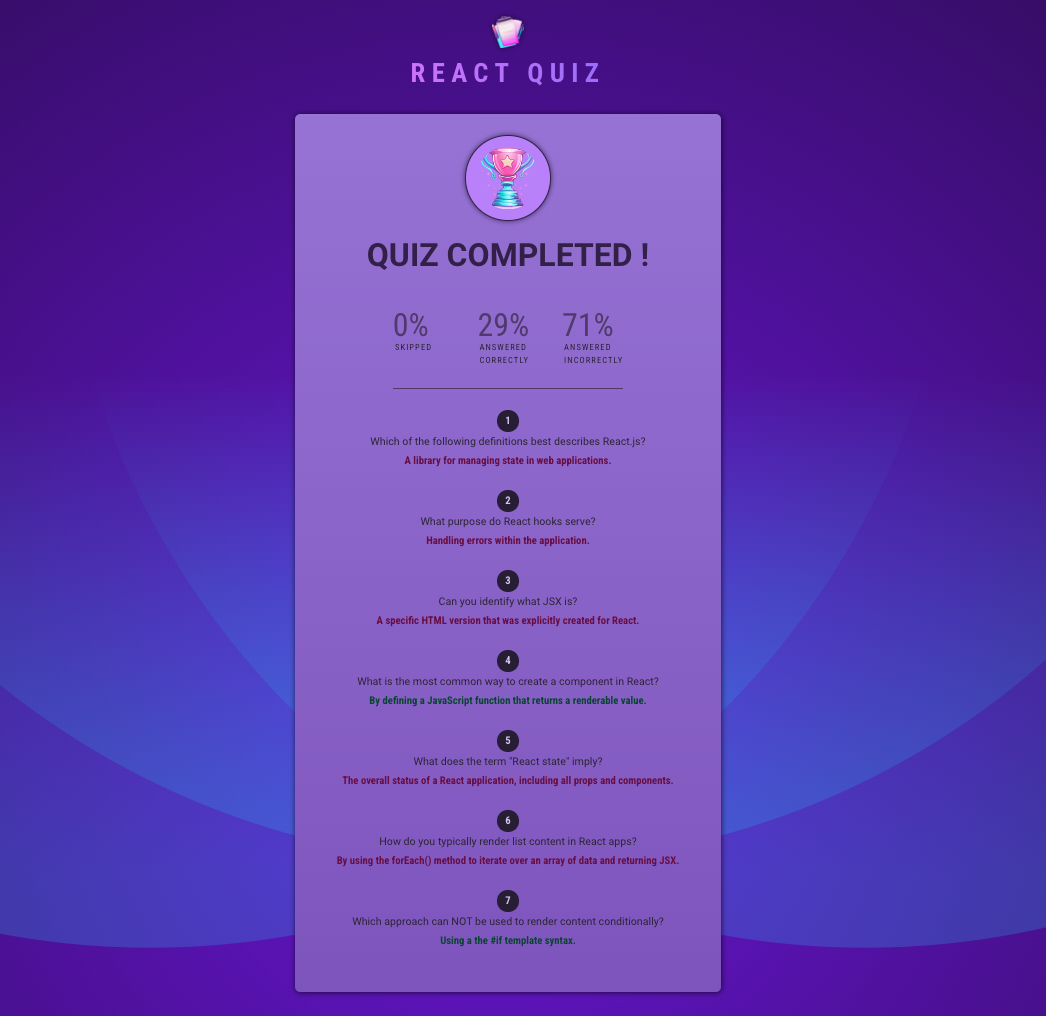 REACT QUIZ
QUIZ COMPLETED !
0% 29% 71%
SKIPPED ANSWERED ANSWERED
CORRECTLY INCORRECTLY
1
Which of the following definitions best describes React.js?
A library for managing state in web applications.
2
What purpose do React hooks serve?
Handling errors within the application.
3
Can you identify what JSX is?
A specific HTML version that was explicitly created for React.
4
What is the most common way to create a component in React?
By defining a JavaScript function that returns a renderable value.
5
What does the term "React state" imply?
The overall status of a React application, including all props and components.
6
How do you typically render list content in React apps?
By using the forEach() method to iterate over an array of data and returning JSX.
7
Which approach can NOT be used to render content conditionally?
Using a the #if template syntax.